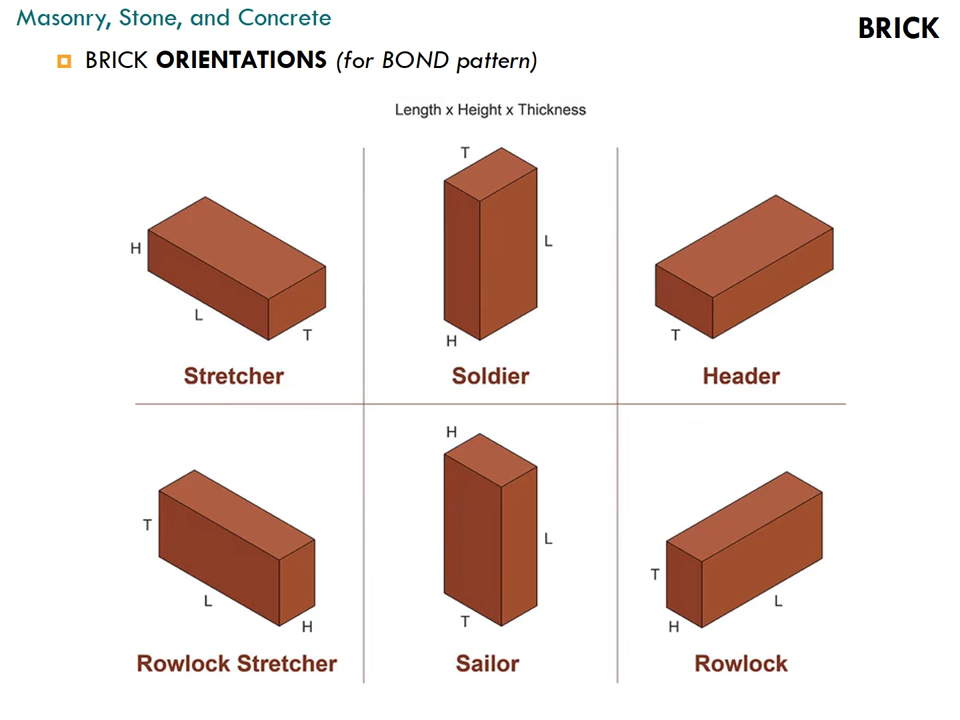 Masonry, Stone, and Concrete
BRICK
BRICK ORIENTATIONS (for BOND pattern)
Length x Height x Thickness
H
L
T
Stretcher
T
L
H
Soldier
T
Header
T
L
H
Rowlock Stretcher
H
L
T
Sailor
T
L
H
Rowlock